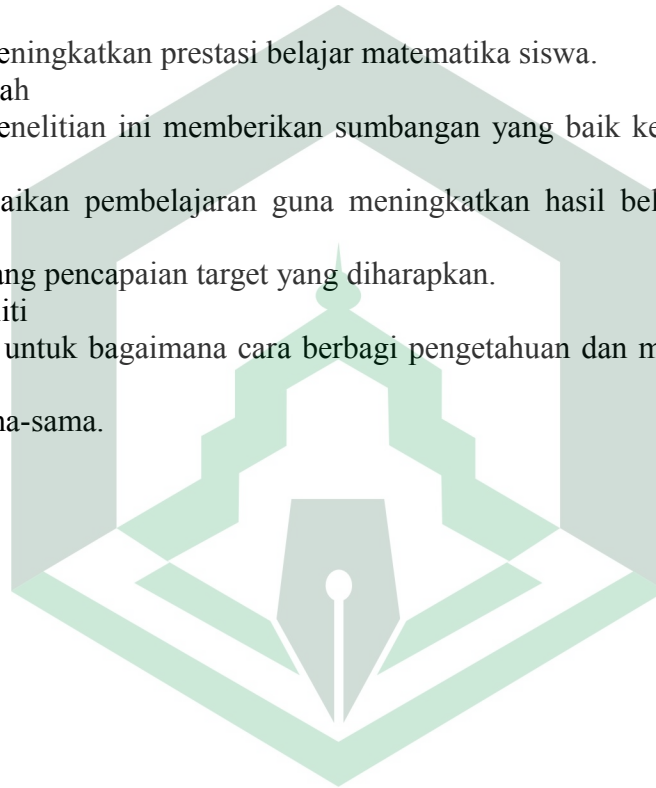 eningkatkan prestasi belajar matematika siswa.
ah
enelitian ini memberikan sumbangan yang baik ke
aikan pembelajaran guna meningkatkan hasil bel
ang pencapaian target yang diharapkan.
iti
untuk bagaimana cara berbagi pengetahuan dan m
na-sama.